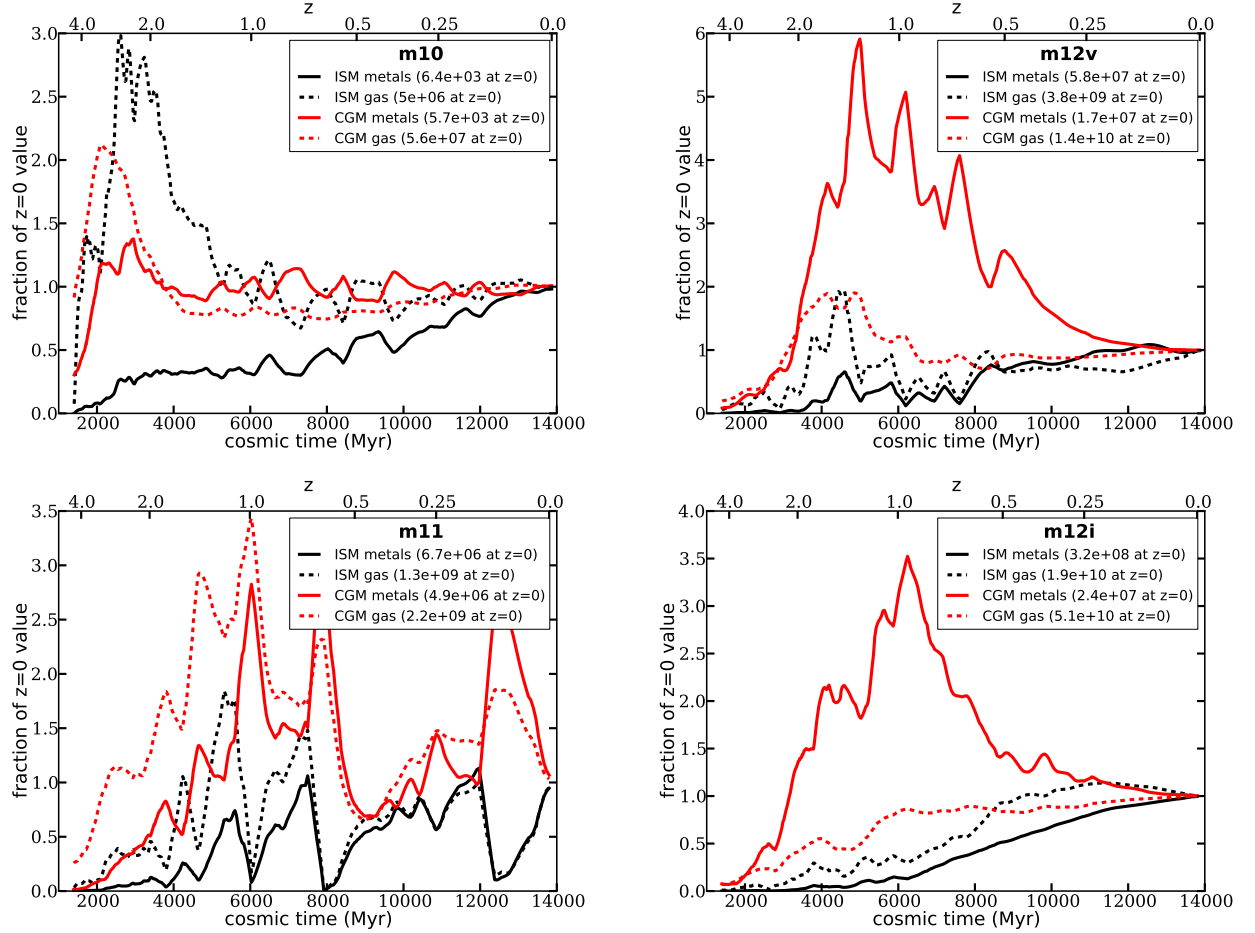 z
4.0 2.0 1.0 0.5 0.25 0.0
m10
ISM metals (6.4e+03 at z=0)
ISM gas (5e+06 at z=0)
CGM metals (5.7e+03 at z=0)
CGM gas (5.6e+07 at z=0)
fraction of z=0 value
3.0
2.5
2.0
1.5
1.0
0.5
0.0
2000 4000 6000 8000 10000 12000 14000
cosmic time (Myr)
z
4.0 2.0 1.0 0.5 0.25 0.0
m12v
ISM metals (5.8e+07 at z=0)
ISM gas (3.8e+09 at z=0)
CGM metals (1.7e+07 at z=0)
CGM gas (1.4e+10 at z=0)
fraction of z=0 value
6
5
4
3
2
1
0
2000 4000 6000 8000 10000 12000 14000
cosmic time (Myr)
z
4.0 2.0 1.0 0.5 0.25 0.0
m11
ISM metals (6.7e+06 at z=0)
ISM gas (1.3e+09 at z=0)
CGM metals (4.9e+06 at z=0)
CGM gas (2.2e+09 at z=0)
fraction of z=0 value
3.5
3.0
2.5
2.0
1.5
1.0
0.5
0.0
2000 4000 6000 8000 10000 12000 14000
cosmic time (Myr)
z
4.0 2.0 1.0 0.5 0.25 0.0
m12i
ISM metals (3.2e+08 at z=0)
ISM gas (1.9e+10 at z=0)
CGM metals (2.4e+07 at z=0)
CGM gas (5.1e+10 at z=0)
fraction of z=0 value
4.0
3.5
3.0
2.5
2.0
1.5
1.0
0.5
0.0
2000 4000 6000 8000 10000 12000 14000
cosmic time (Myr)